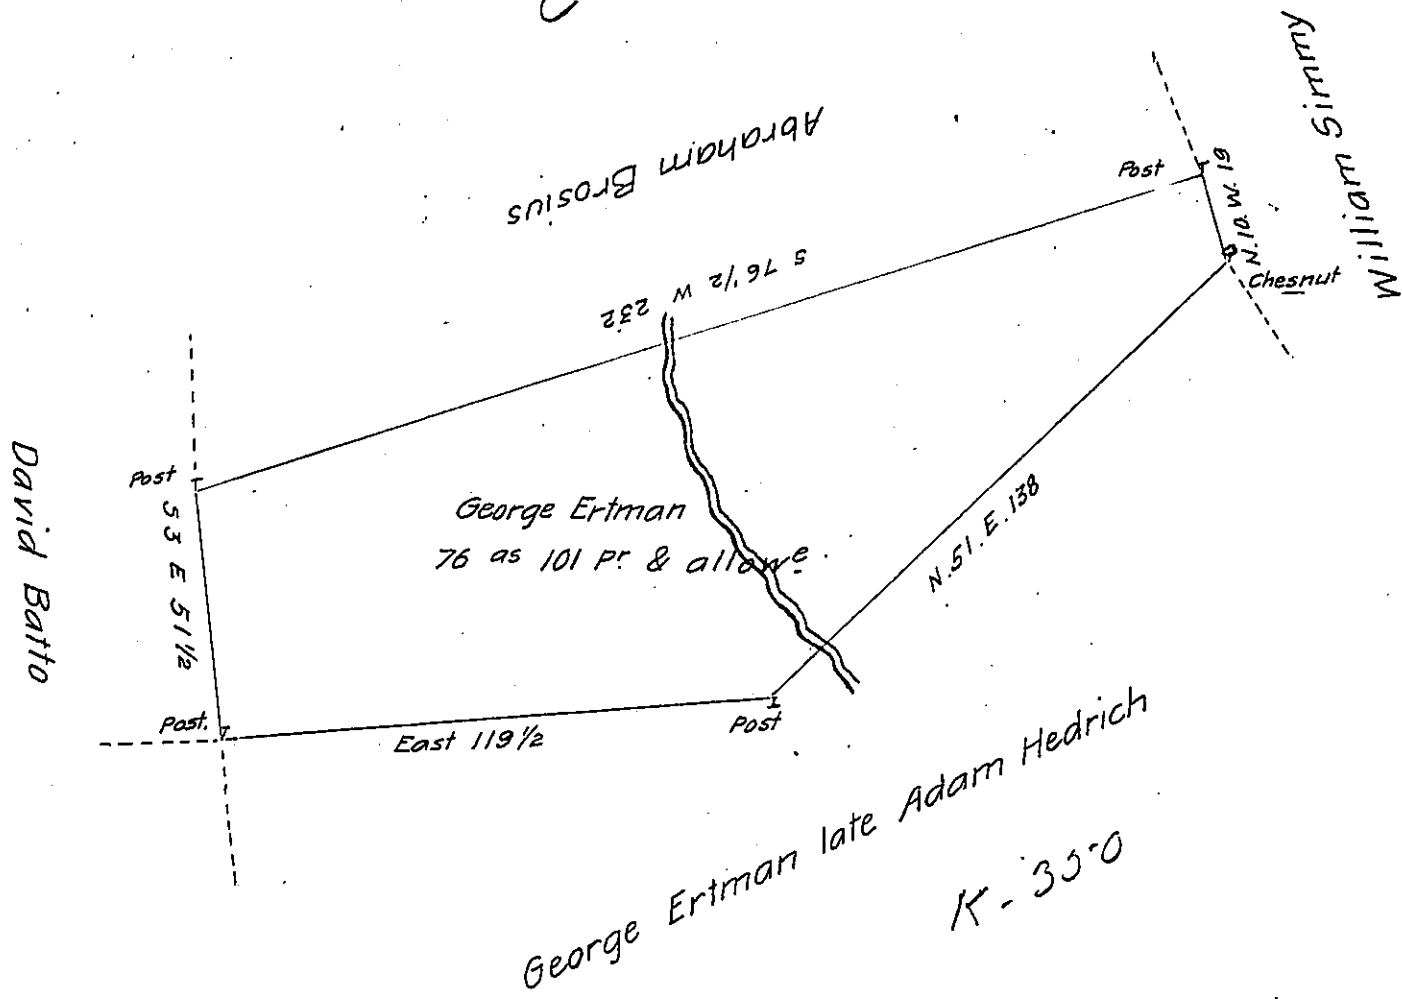 William Simmy
Abraham Brosius
Post
N. 10 W. 19
Chesnut
S 76 1/2 W 232
Post
S 3 E 51 1/2
David Batto
George Ertman
76 as 101 Pr. & allowe.
N. 51. E. 138
Post.
East 119 1/2
Post
George Ertman late Adam Hedrich
K-350